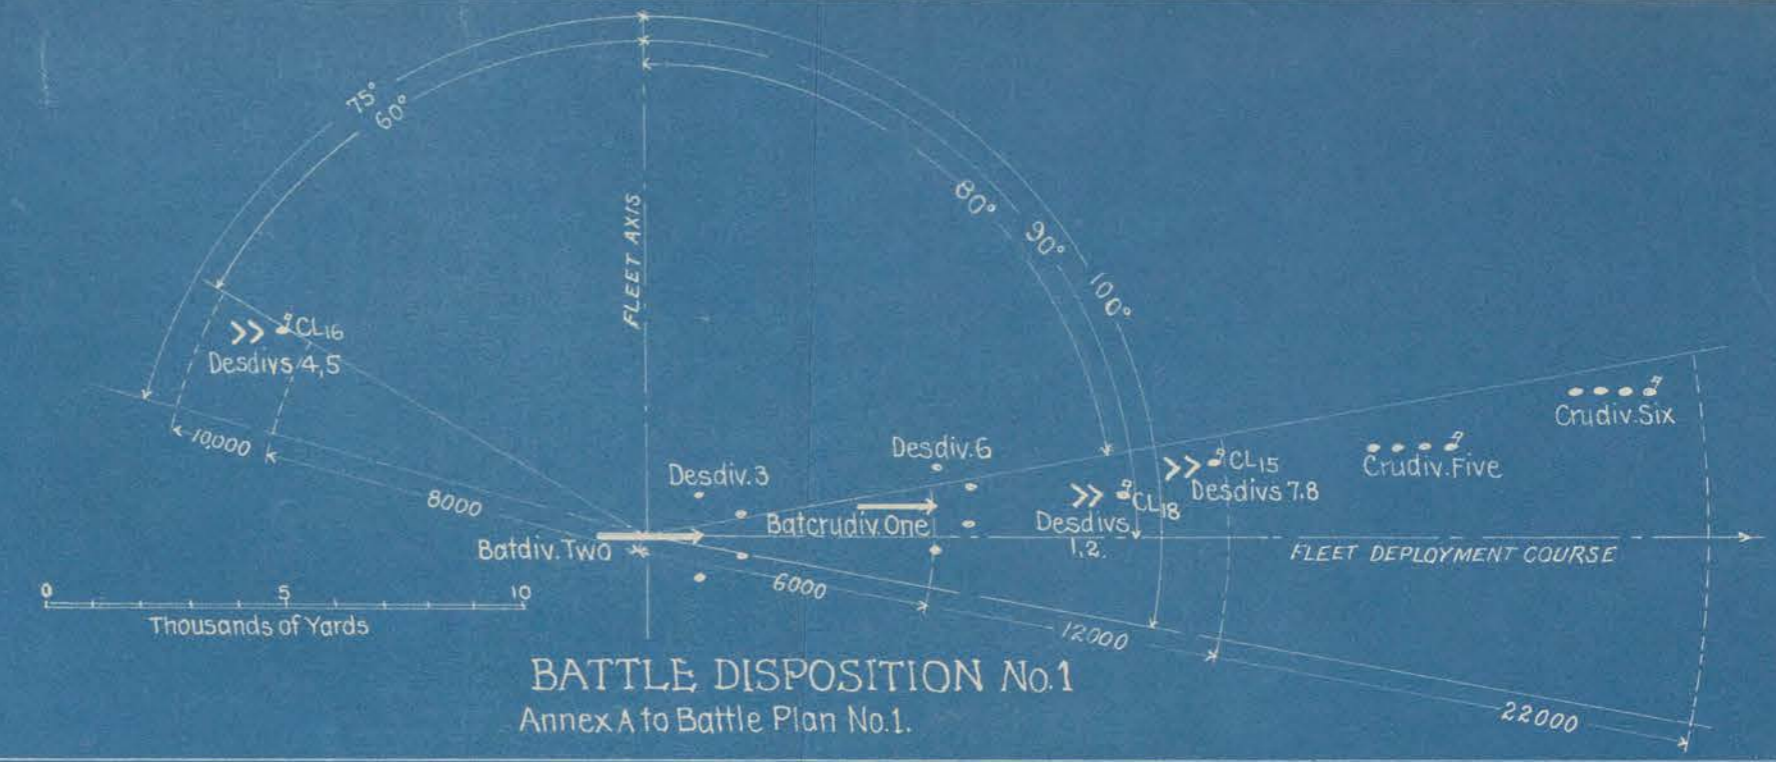 75°
60°
80°
90°
100°
FLEET AXIS
CL16
Desdivs 4,5
10,000
8000
Desdiv.3
Desdiv.6
Batcrudiv.One
Batdiv.Two
6000
CL18
Desdivs
1.2.
CL15
Desdivs 7.8
Crudiv.Five
Crudiv.Six
FLEET DEPLOYMENT COURSE
12000
22000
0 5 10
Thousands of Yards
BATTLE DISPOSITION No.1
Annex A to Battle Plan No.1.